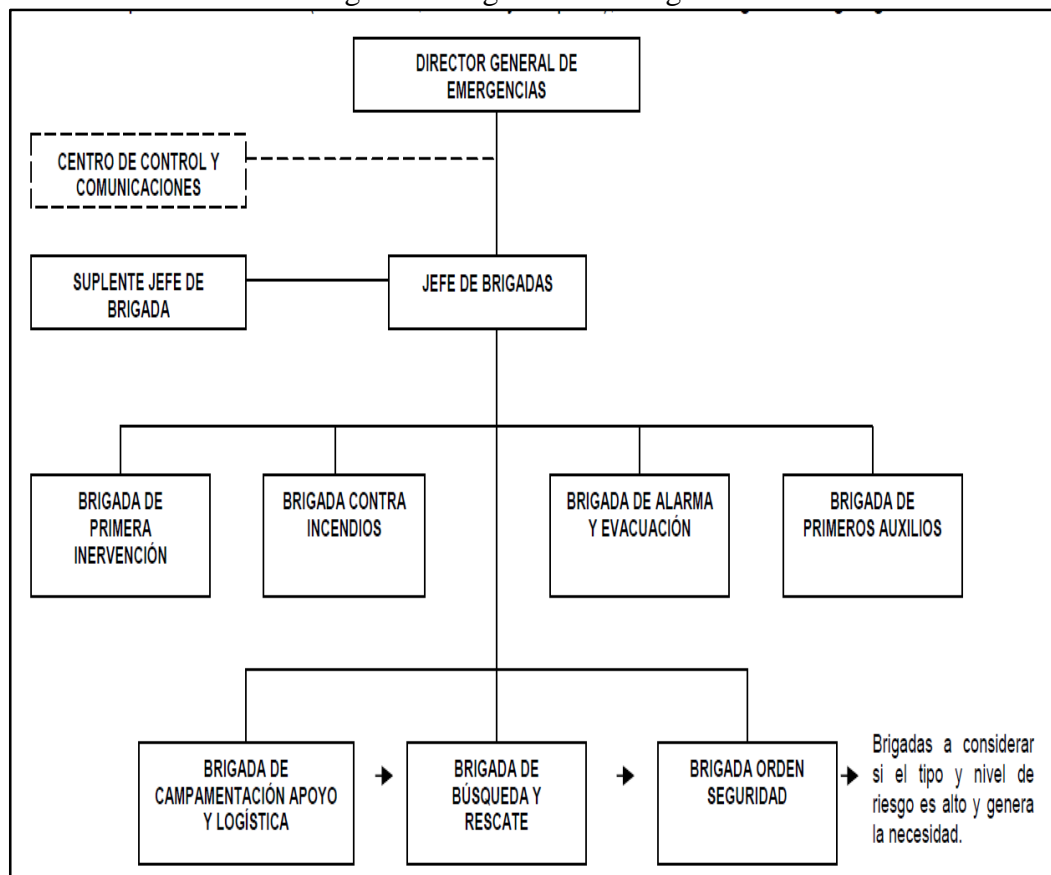 DIRECTOR GENERAL DE
EMERGENCIAS
CENTRO DE CONTROL Y
COMUNICACIONES
SUPLENTE JEFE DE
BRIGADA
JEFE DE BRIGADAS
BRIGADA DE
PRIMERA
INERVENCIÓN
BRIGADA CONTRA
INCENDIOS
BRIGADA DE ALARMA
Y EVACUACIÓN
BRIGADA DE
PRIMEROS AUXILIOS
BRIGADA DE
CAMPAMENTACIÓN APOYO
Y LOGÍSTICA
BRIGADA DE
BÚSQUEDA Y
RESCATE
BRIGADA ORDEN
SEGURIDAD
Brigadas a considerar
si el tipo y nivel de
riesgo es alto y genera
la necesidad.